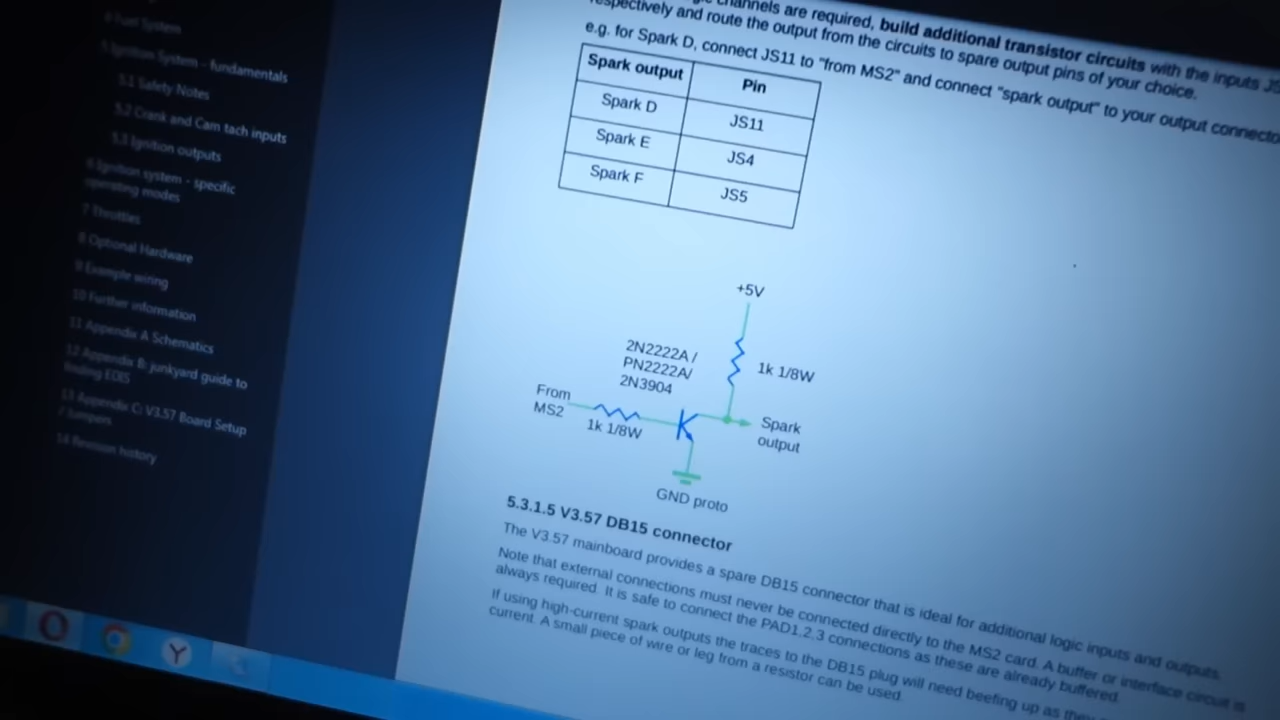 Fuel System
Ignition System - fundamentals
5.1 Safety Notes
5.2 Crank and Cam tach inputs
5.3 Ignition outputs
6 Ignition system - specific
operating modes
7 Throttles
8 Optional Hardware
9 Example wiring
10 Further information
11 Appendix A Schematics
12 Appendix B: junkyard guide to
finding EDIS
13 Appendix C: V3.57 Board Setup
/ Jumpers
14 Revision history
channels are required, build additional transistor circuits with the inputs
respectively and route the output from the circuits to spare output pins of your choice.
e.g. for Spark D, connect JS11 to "from MS2" and connect "spark output" to your output
Spark output Pin
Spark D JS11
Spark E JS4
Spark F JS5
+5V
2N2222A /
PN2222A/
2N3904
1k 1/8W
From
MS2
1k 1/8W
Spark
output
GND proto
5.3.1.5 V3.57 DB15 connector
The V3.57 mainboard provides a spare DB15 connector that is ideal for additional logic inputs and outputs.
Note that external connections must never be connected directly to the MS2 card. A buffer or interface circuit is
always required. It is safe to connect the PAD1,2,3 connections as these are already buffered.
If using high-current spark outputs the traces to the DB15 plug will need beefing up as
current. A small piece of wire or leg from a resistor can be used.